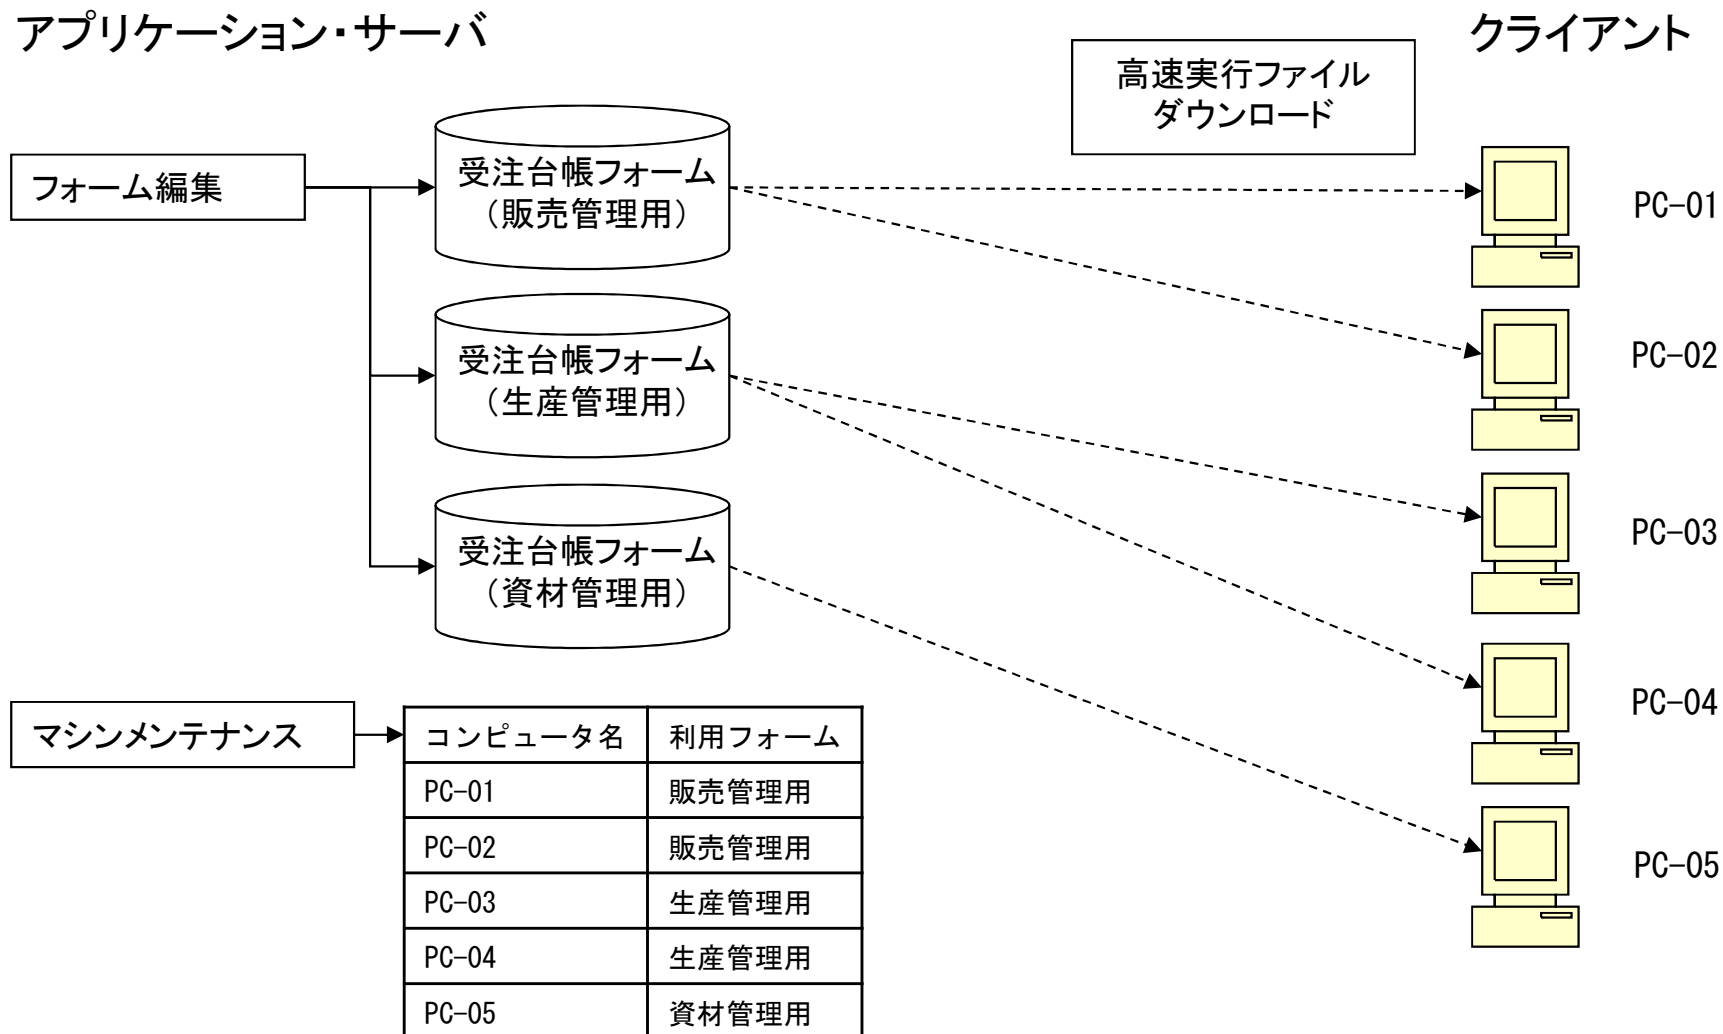 アプリケーション・サーバ
クライアント
高速実行ファイル
ダウンロード
フォーム編集
受注台帳フォーム
（販売管理用）
PC-01
受注台帳フォーム
（生産管理用）
PC-02
受注台帳フォーム
（資材管理用）
PC-03
PC-04
PC-05
マシンメンテナンス
コンピュータ名 利用フォーム
PC-01 販売管理用
PC-02 販売管理用
PC-03 生産管理用
PC-04 生産管理用
PC-05 資材管理用